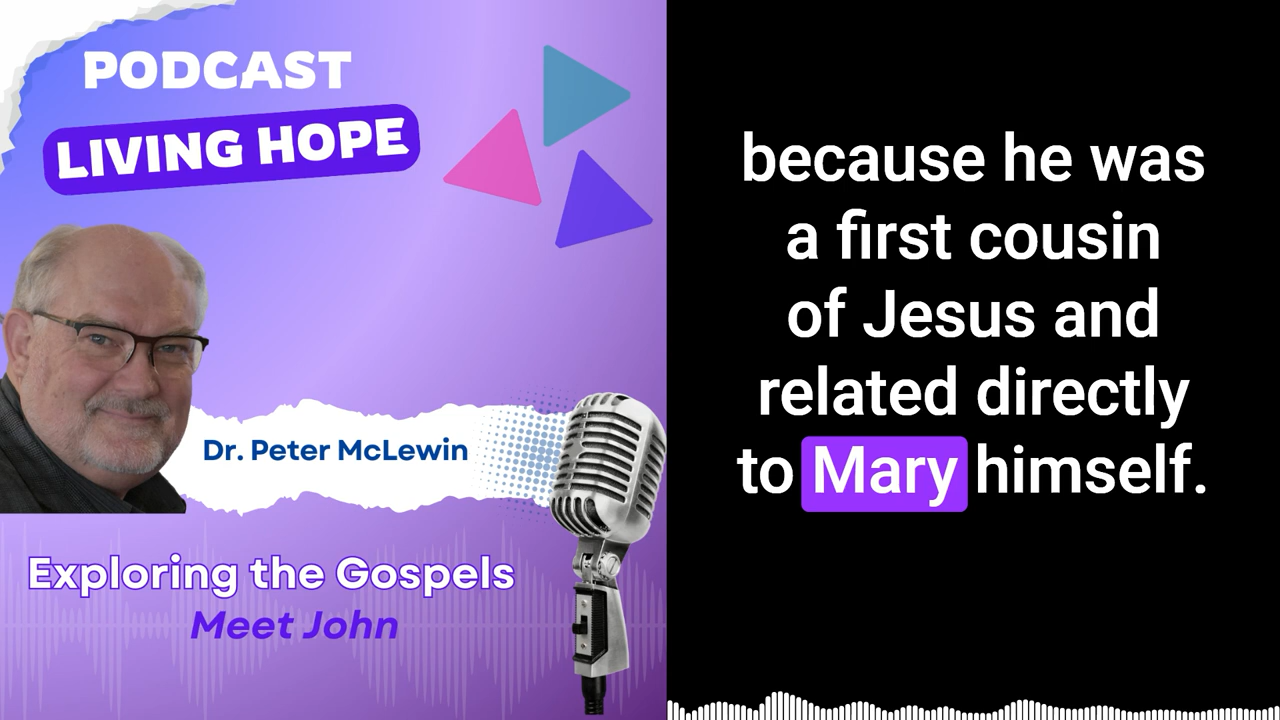 PODCAST
LIVING HOPE
Dr. Peter McLewin
Exploring the Gospels
Meet John
because he was
a first cousin
of Jesus and
related directly
to Mary himself.